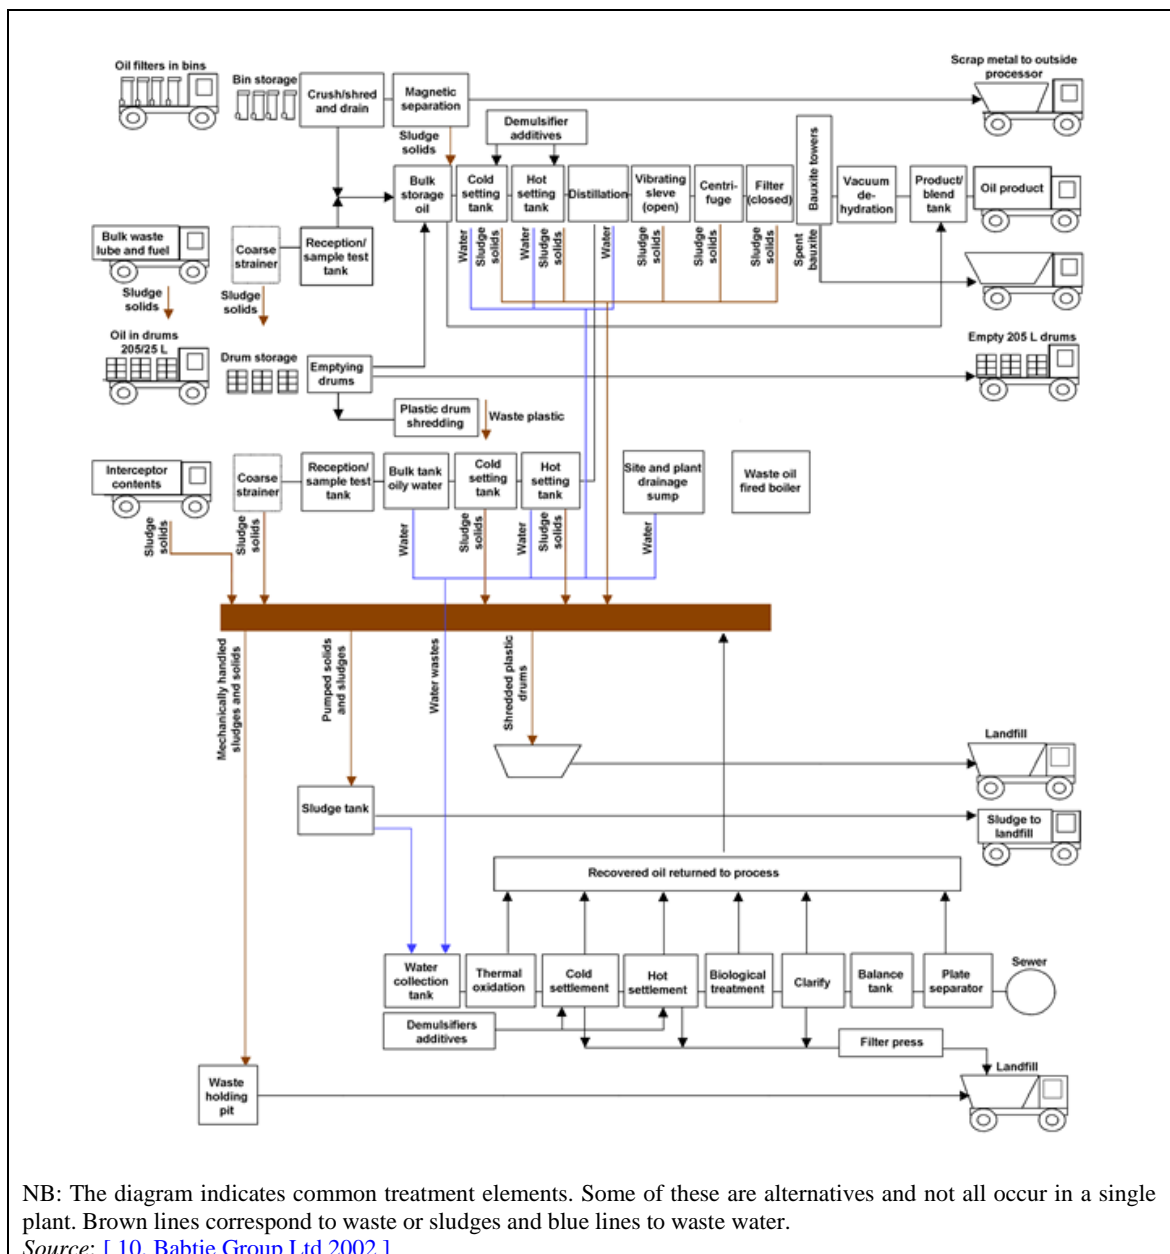 Oil filters in bins
Bin storage
Crush/shred
and drain
Magnetic
separation
Scrap metal to outside
processor
Sludge
solids
Demulsifier
additives
Bulk
storage
oil
Cold
setting
tank
Hot
setting
tank
Distillation
Vibrating
sleve
(open)
Centri-
fuge
Filter
(closed)
Bauxite towers
Vacuum
de-
hydration
Product/
blend
tank
Oil product
Bulk waste
lube and fuel
Coarse
strainer
Reception/
sample test
tank
Water
Sludge
solids
Water
Sludge
solids
Water
Sludge
solids
Sludge
solids
Sludge
solids
Spent
bauxite
Sludge
solids
Sludge
solids
Oil in drums
205/25 L
Drum storage
Emptying
drums
Empty 205 L drums
Plastic drum
shredding
Waste plastic
Interceptor
contents
Coarse
strainer
Reception/
sample test
tank
Bulk tank
oily water
Cold
setting
tank
Hot
setting
tank
Site and plant
drainage
sump
Waste oil
fired boiler
Sludge
solids
Sludge
solids
Water
Sludge
solids
Water
Sludge
solids
Water
Mechanically handled
sludges and solids
Pumped solids
and sludges
Water wastes
Shredded plastic
drums
Landfill
Sludge tank
Sludge to
landfill
Recovered oil returned to process
Water
collection
tank
Thermal
oxidation
Cold
settlement
Hot
settlement
Biological
treatment
Clarify
Balance
tank
Plate
separator
Sewer
Demulsifiers
additives
Filter press
Landfill
Waste
holding
pit
NB: The diagram indicates common treatment elements. Some of these are alternatives and not all occur in a single
plant. Brown lines correspond to waste or sludges and blue lines to waste water.
Source: [ 10, Babtie Group Ltd 2002 ]